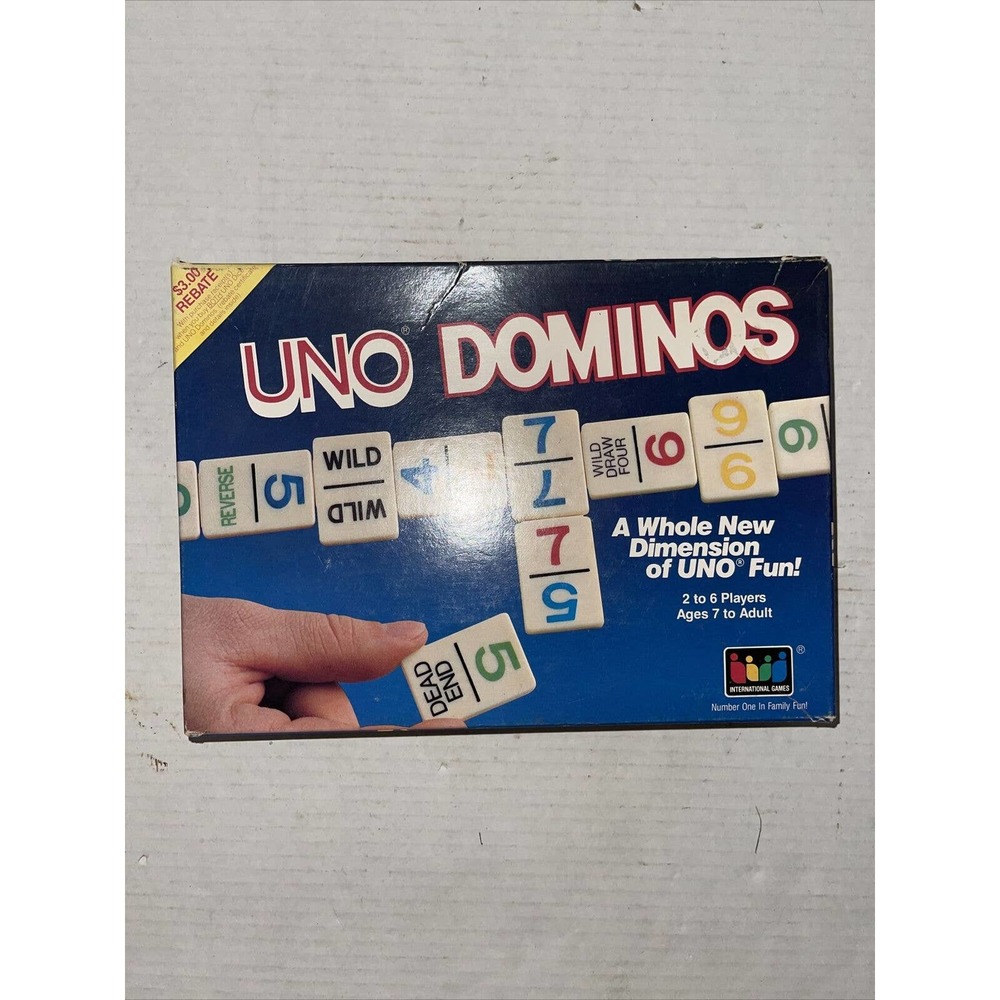 $3.00
REBATE
UNO® DOMINOS
REVERSE
5
WILD
WILD
4
7
7
WILD
DRAW
FOUR
9
9
9
6
7
5
DEAD
END
5
A Whole New
Dimension
of UNO® Fun!
2 to 6 Players
Ages 7 to Adult
INTERNATIONAL GAMES
®
Number One In Family Fun!